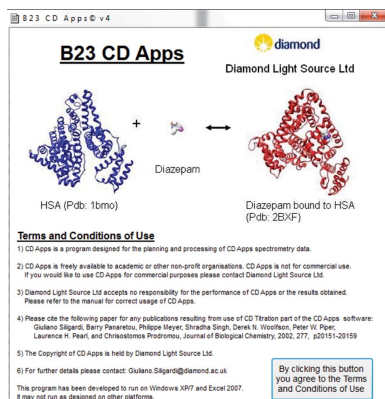 B23 CD Apps© v4
B23 CD Apps
diamond
Diamond Light Source Ltd
+
Diazepam
HSA (Pdb: 1bmo)
Diazepam bound to HSA
(Pdb: 2BXF)
Terms and Conditions of Use
1) CD Apps is a program designed for the planning and processing of CD Apps spectrometry data.
2) CD Apps is freely available to academic or other non-profit organisations. CD Apps is not for commercial use.
If you would like to use CD Apps for commercial purposes please contact Diamond Light Source Ltd.
3) Diamond Light Source Ltd accepts no responsibility for the performance of CD Apps or the results obtained.
Please refer to the manual for correct usage of CD Apps.
4) Please cite the following paper for any publications resulting from use of CD Titration part of the CD Apps software:
Giuliano Siligardi, Barry Panaretou, Philippe Meyer, Shradha Singh, Derek N. Woolfson, Peter W. Piper,
Laurence H. Pearl, and Chrisostomos Prodromou, Journal of Biological Chemistry, 2002, 277, p20151-20159
5) The Copyright of CD Apps is held by Diamond Light Source Ltd.
6) For further details please contact: Giuliano.Siligardi@diamond.ac.uk
This program has been developed to run on Windows XP/7 and Excel 2007.
It may not run as designed on other platforms.
By clicking this button
you agree to the Terms
and Conditions of Use